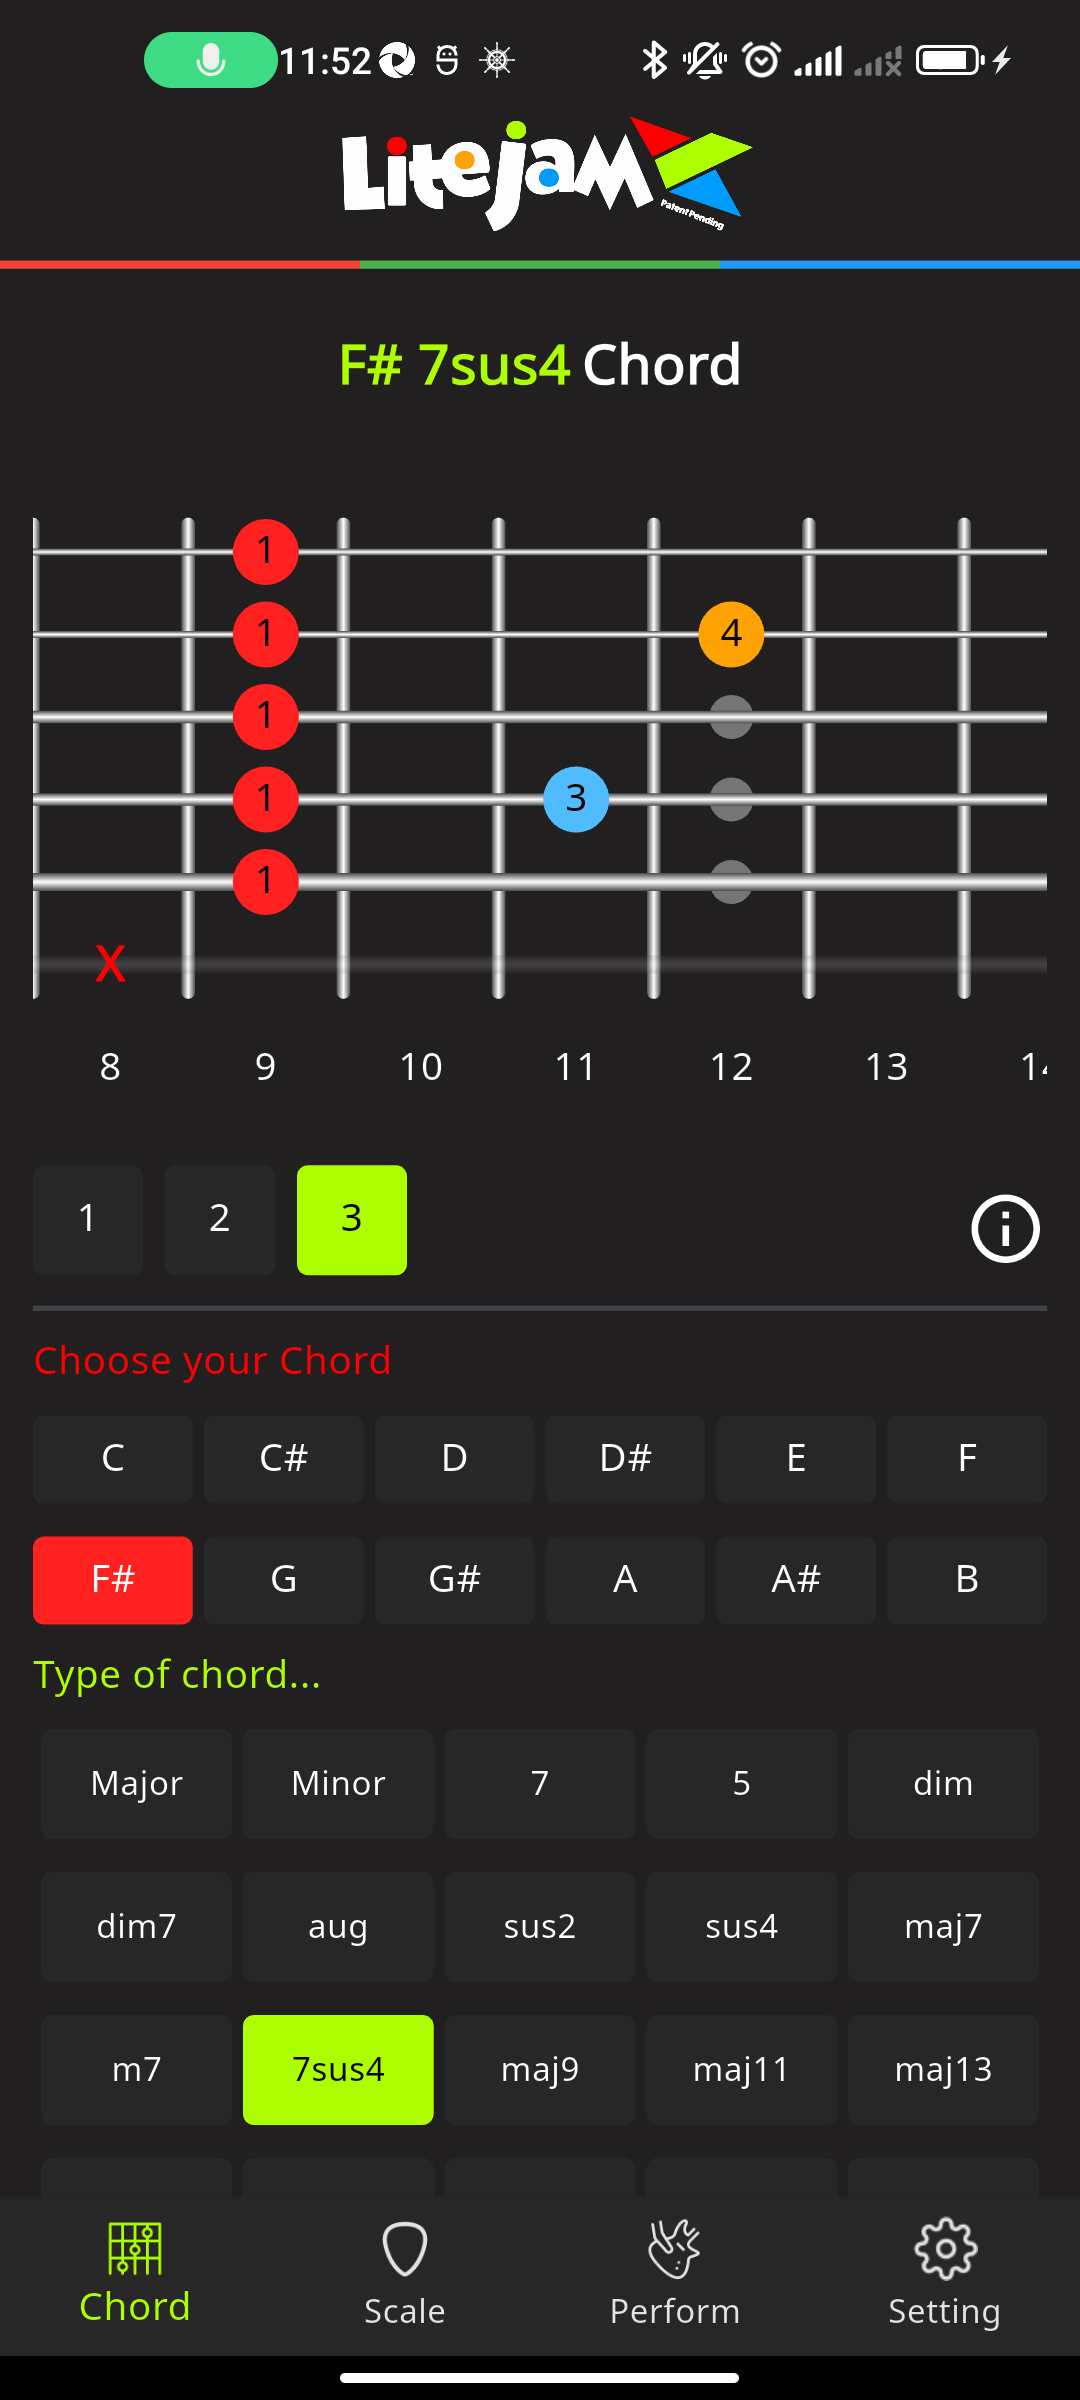 11:52
Litejam
Patent Pending
F# 7sus4 Chord
1
1 4
1
1 3
1
X
8 9 10 11 12 13
1 2 3
Choose your Chord
C C# D D# E F
F# G G# A A# B
Type of chord...
Major Minor 7 5 dim
dim7 aug sus2 sus4 maj7
m7 7sus4 maj9 maj11 maj13
Chord Scale Perform Setting